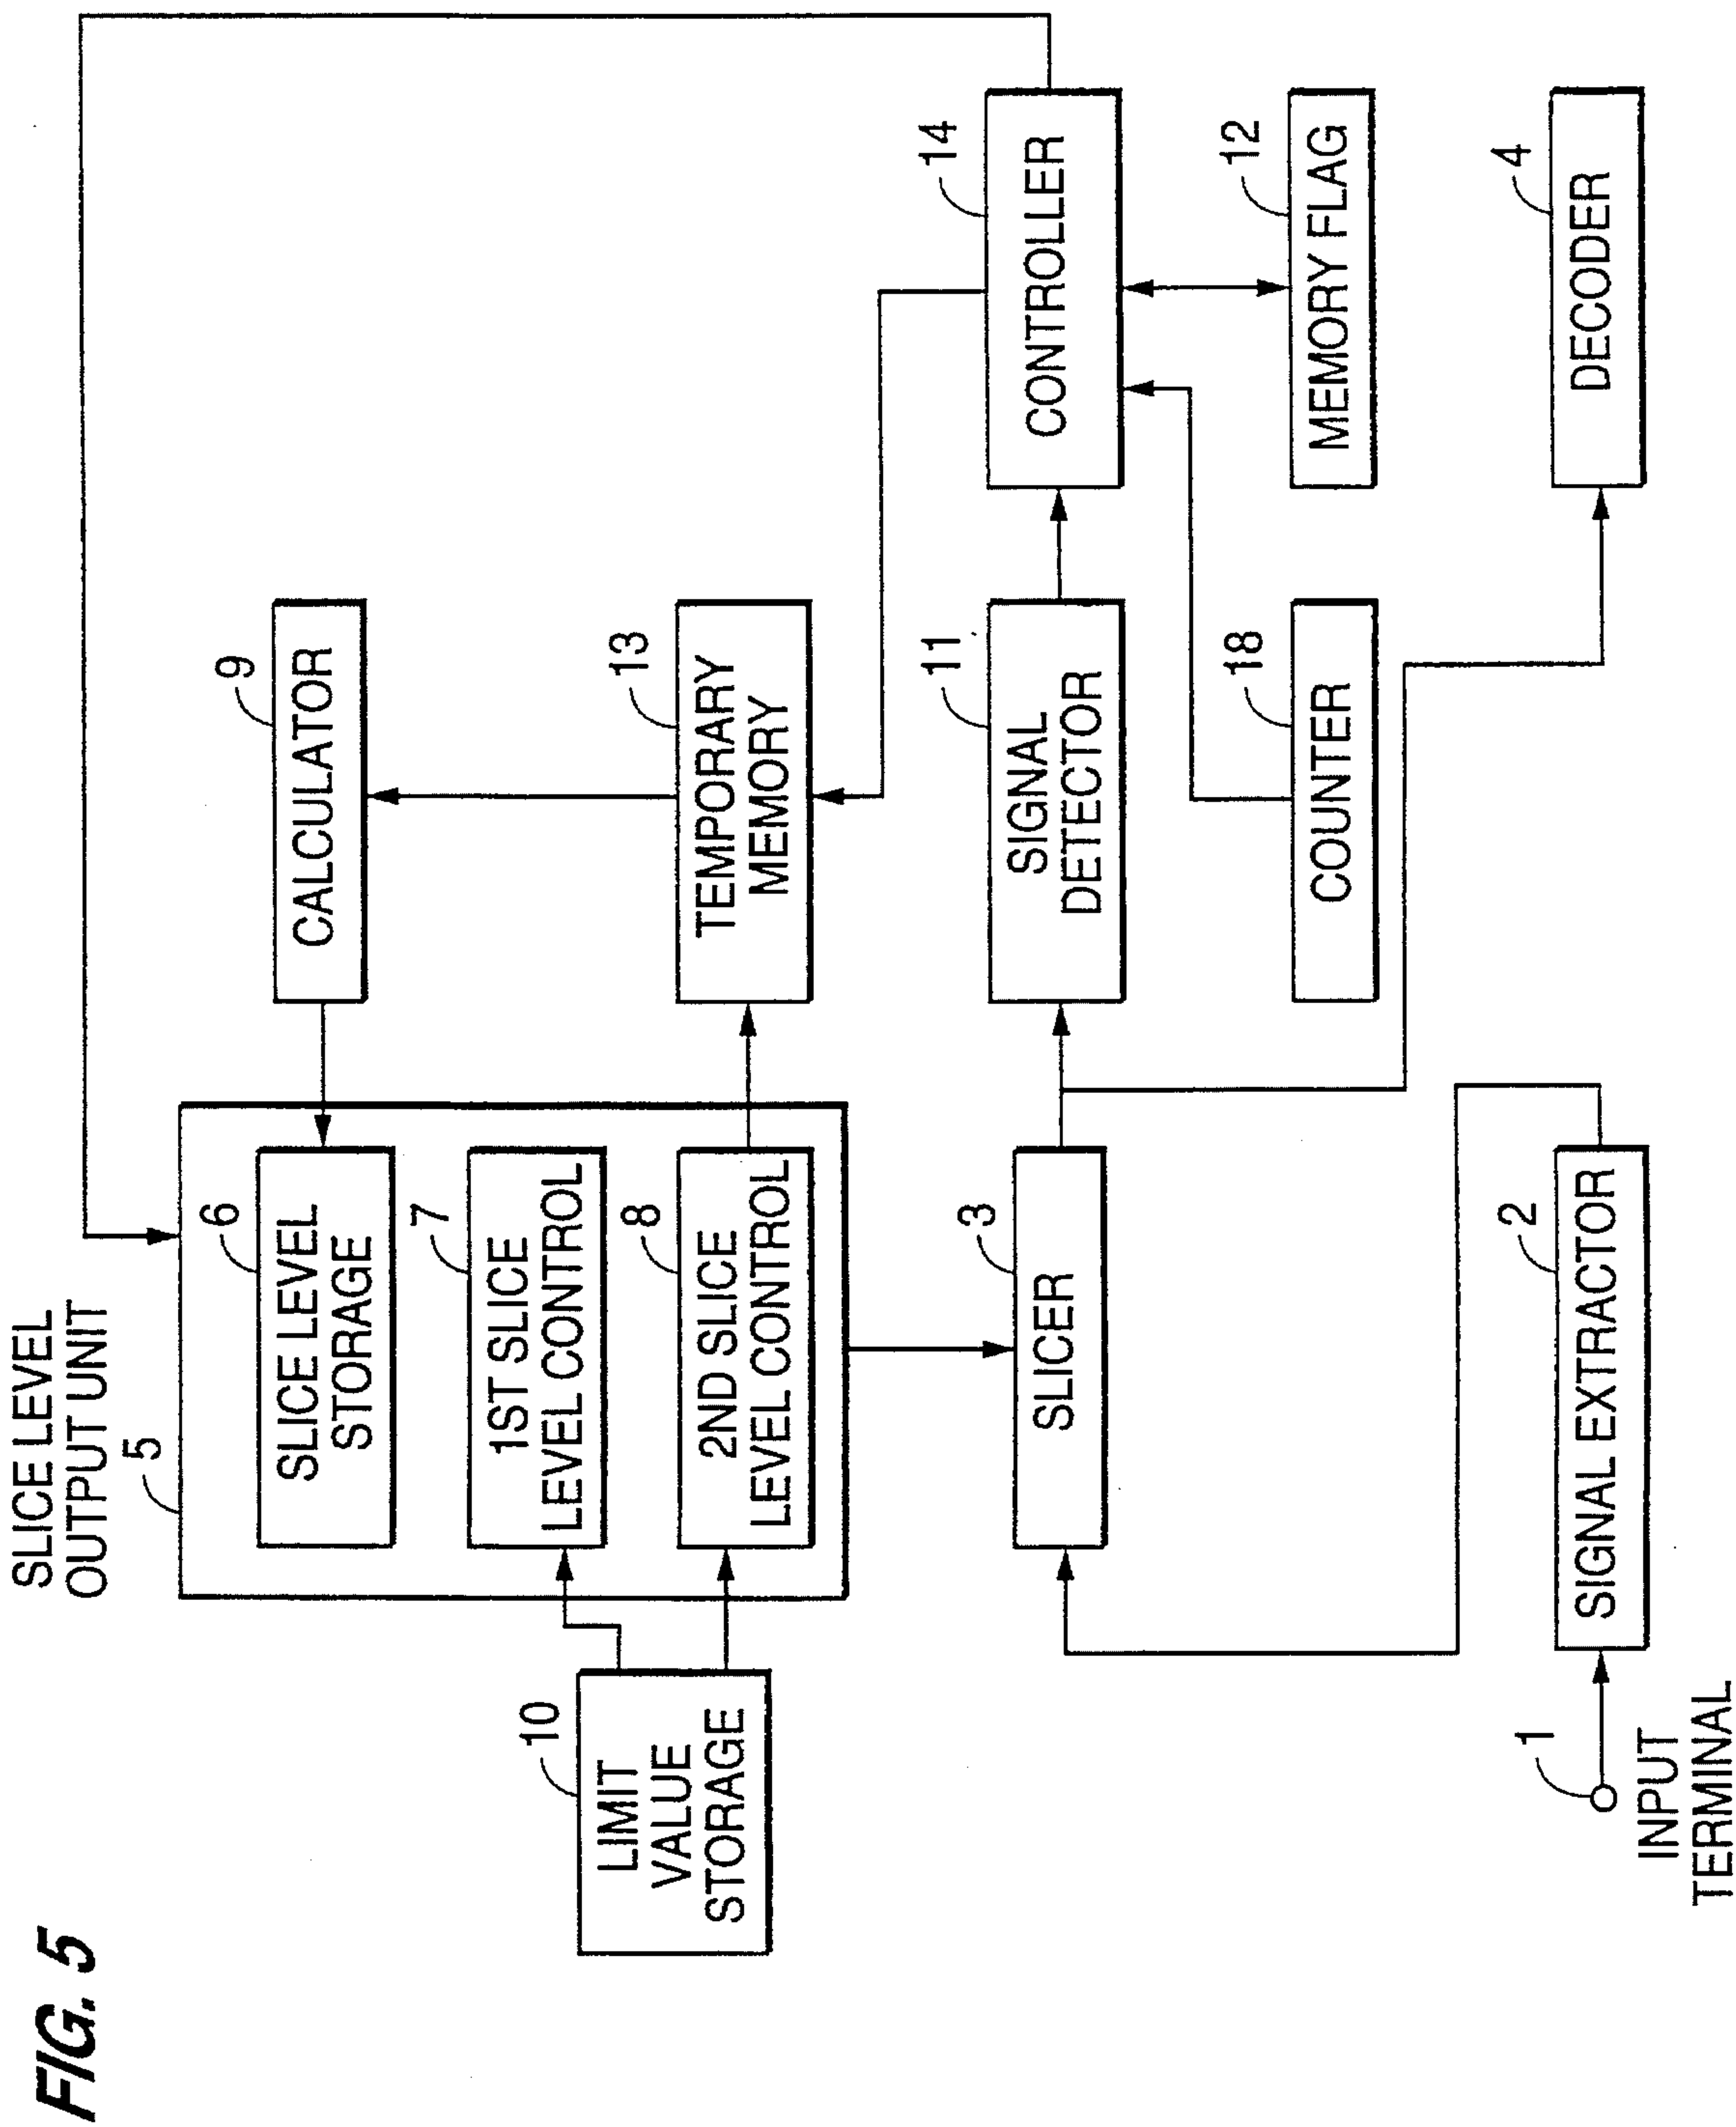 FIG. 5
SLICE LEVEL
OUTPUT UNIT
5
6
SLICE LEVEL
STORAGE
7
1ST SLICE
LEVEL CONTROL
8
2ND SLICE
LEVEL CONTROL
9
CALCULATOR
10
LIMIT
VALUE
STORAGE
13
TEMPORARY
MEMORY
3
SLICER
11
SIGNAL
DETECTOR
14
CONTROLLER
18
COUNTER
12
MEMORY FLAG
1
INPUT
TERMINAL
2
SIGNAL EXTRACTOR
4
DECODER